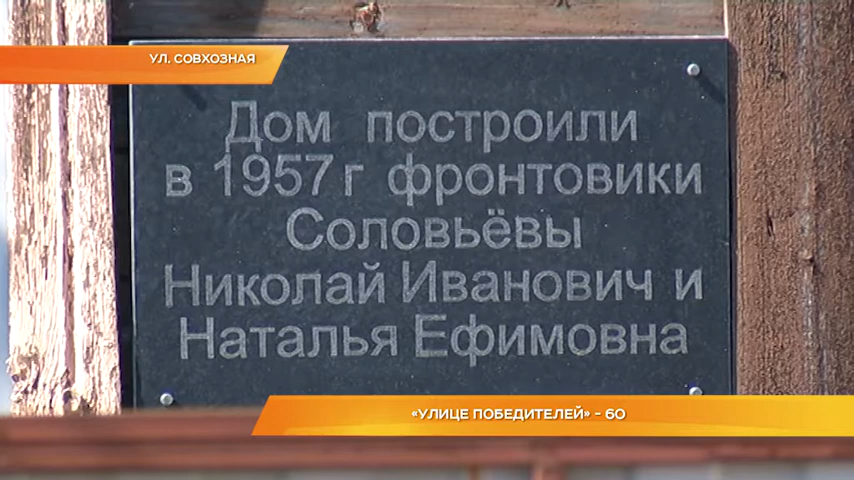 УЛ. СОВХОЗНАЯ
Дом построили
в 1957 г фронтовики
Соловьёвы
Николай Иванович и
Наталья Ефимовна
«УЛИЦЕ ПОБЕДИТЕЛЕЙ» - 60